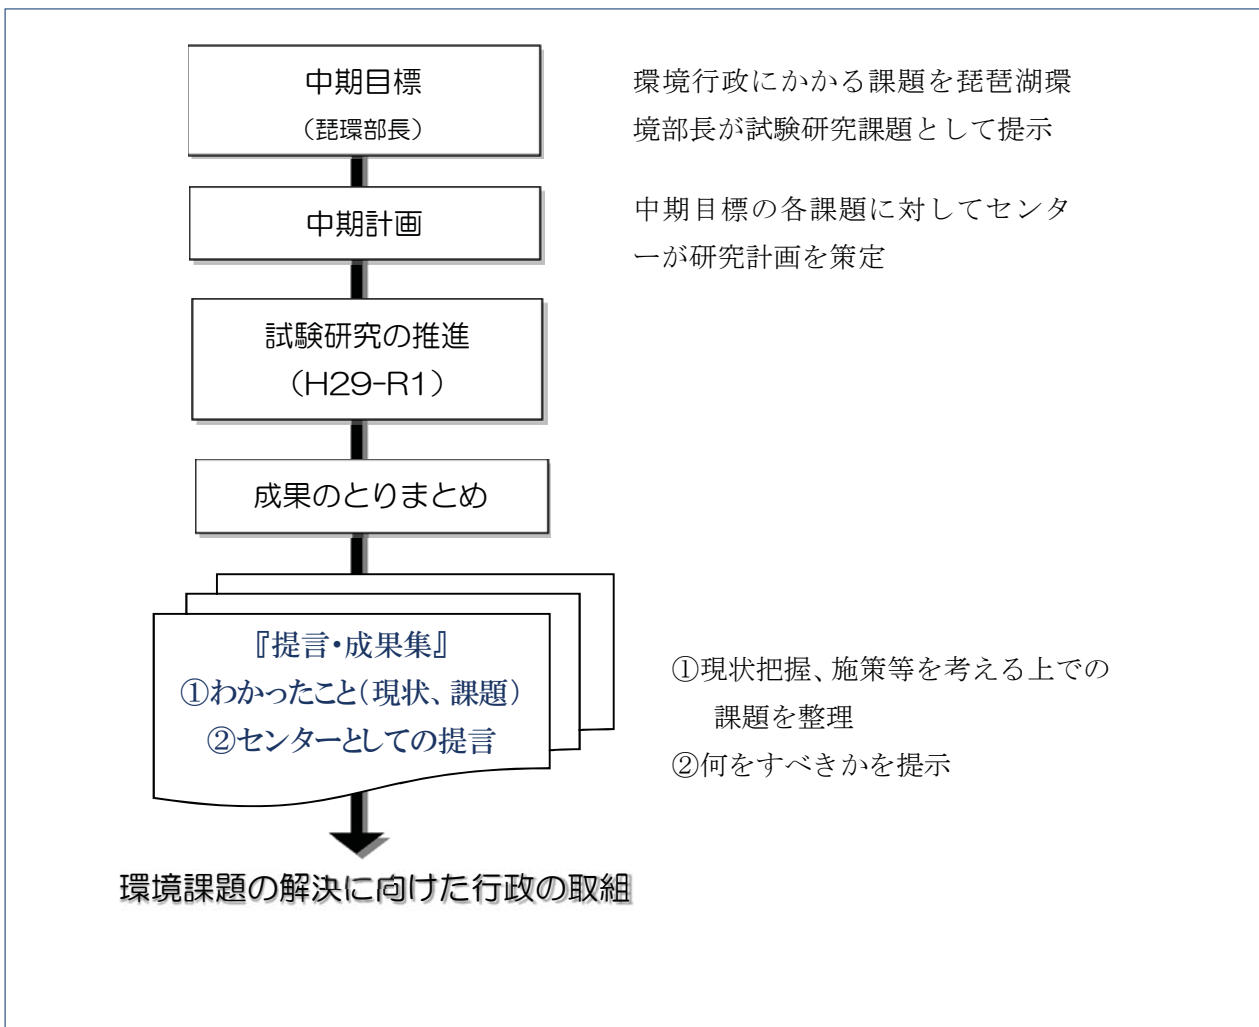 中期目標
（琵環部長）
環境行政にかかる課題を琵琶湖環
境部長が試験研究課題として提示
中期計画
中期目標の各課題に対してセンタ
ーが研究計画を策定
試験研究の推進
（H29-R1）
成果のとりまとめ
『提言・成果集』
①わかったこと（現状、課題）
②センターとしての提言
①現状把握、施策等を考える上での
課題を整理
②何をすべきかを提示
環境課題の解決に向けた行政の取組